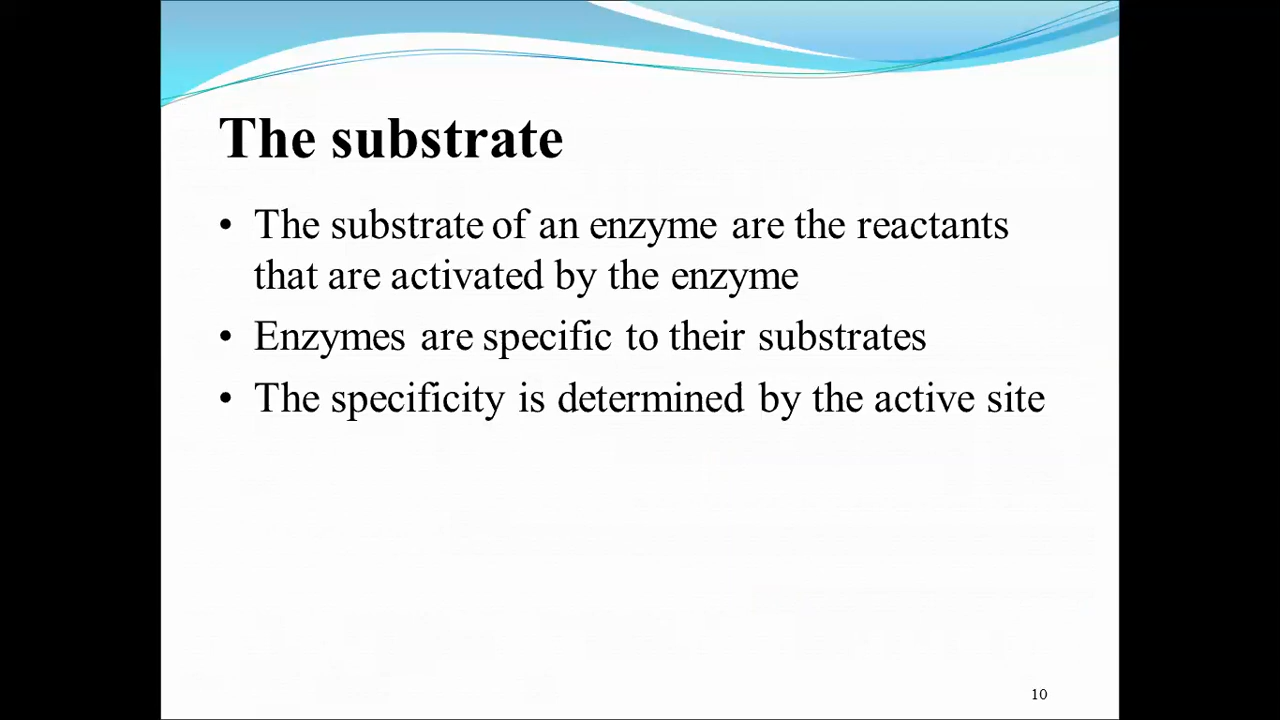 The substrate
• The substrate of an enzyme are the reactants
that are activated by the enzyme
• Enzymes are specific to their substrates
• The specificity is determined by the active site
10